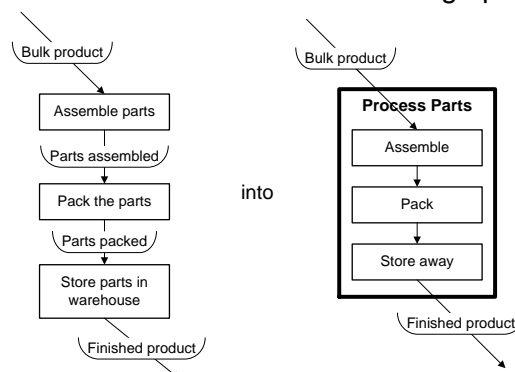 Bulk product
Assemble parts
Parts assembled
Pack the parts
Parts packed
Store parts in
warehouse
Finished product
into
Bulk product
Process Parts
Assemble
Pack
Store away
Finished product